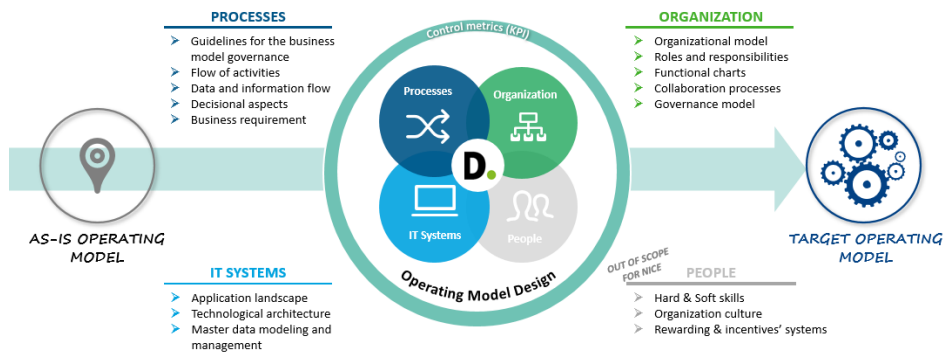 PROCESSES
Guidelines for the business
model governance
Flow of activities
Data and information flow
Decisional aspects
Business requirement
Control metrics (KPI)
Processes
Organization
D.
IT Systems
People
Operating Model Design
ORGANIZATION
Organizational model
Roles and responsibilities
Functional charts
Collaboration processes
Governance model
AS-IS OPERATING
MODEL
TARGET OPERATING
MODEL
IT SYSTEMS
Application landscape
Technological architecture
Master data modeling and
management
OUT OF SCOPE
FOR NICE
PEOPLE
Hard & Soft skills
Organization culture
Rewarding & incentives’ systems